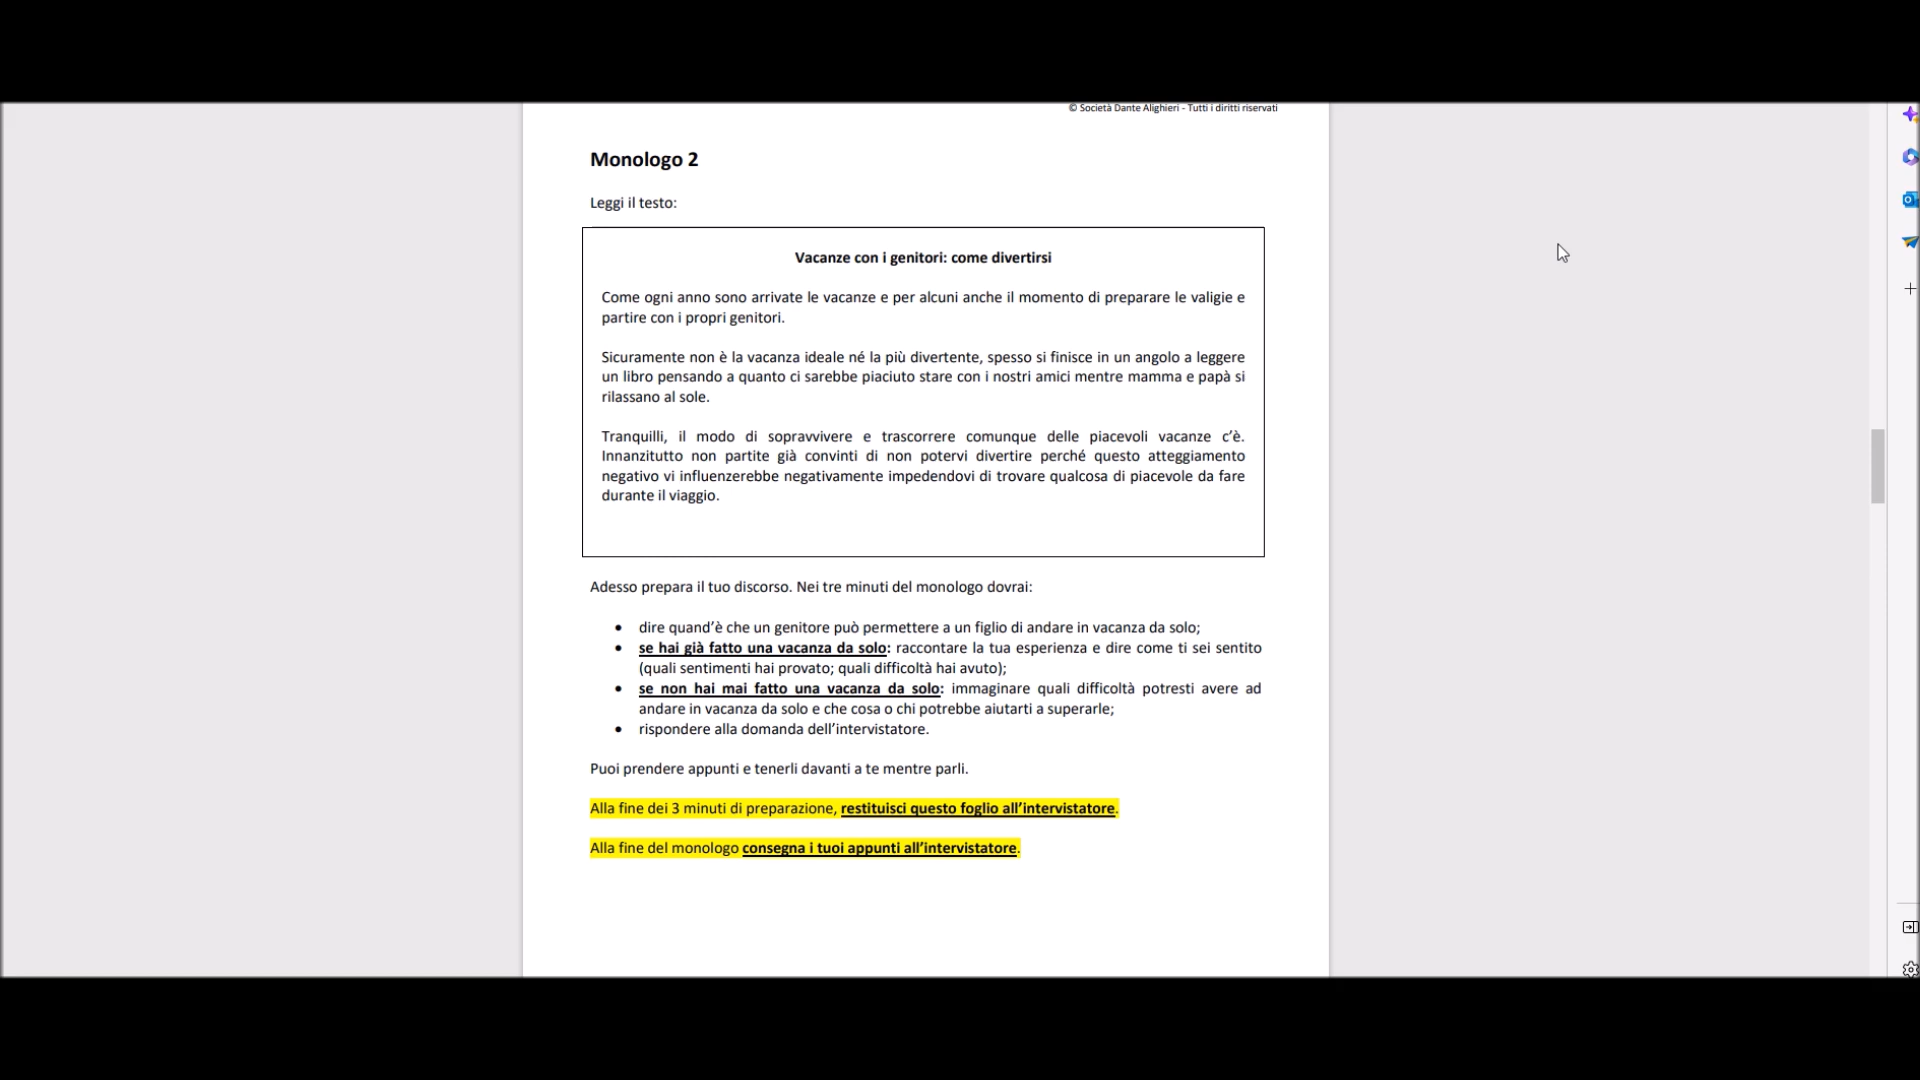 © Società Dante Alighieri - Tutti i diritti riservati
Monologo 2
Leggi il testo:
Vacanze con i genitori: come divertirsi
Come ogni anno sono arrivate le vacanze e per alcuni anche il momento di preparare le valigie e
partire con i propri genitori.
Sicuramente non è la vacanza ideale né la più divertente, spesso si finisce in un angolo a leggere
un libro pensando a quanto ci sarebbe piaciuto stare con i nostri amici mentre mamma e papà si
rilassano al sole.
Tranquilli, il modo di sopravvivere e trascorrere comunque delle piacevoli vacanze c’è.
Innanzitutto non partite già convinti di non potervi divertire perché questo atteggiamento
negativo vi influenzerebbe negativamente impedendovi di trovare qualcosa di piacevole da fare
durante il viaggio.
Adesso prepara il tuo discorso. Nei tre minuti del monologo dovrai:
• dire quand’è che un genitore può permettere a un figlio di andare in vacanza da solo;
• se hai già fatto una vacanza da solo: raccontare la tua esperienza e dire come ti sei sentito
(quali sentimenti hai provato; quali difficoltà hai avuto);
• se non hai mai fatto una vacanza da solo: immaginare quali difficoltà potresti avere ad
andare in vacanza da solo e che cosa o chi potrebbe aiutarti a superarle;
• rispondere alla domanda dell’intervistatore.
Puoi prendere appunti e tenerli davanti a te mentre parli.
Alla fine dei 3 minuti di preparazione, restituisci questo foglio all’intervistatore.
Alla fine del monologo consegna i tuoi appunti all’intervistatore.